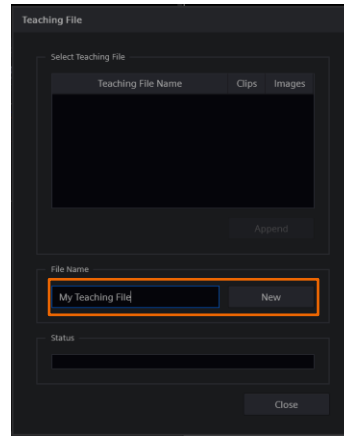 Teaching File
Select Teaching File
Teaching File Name Clips Images
Append
File Name
My Teaching File New
Status
Close